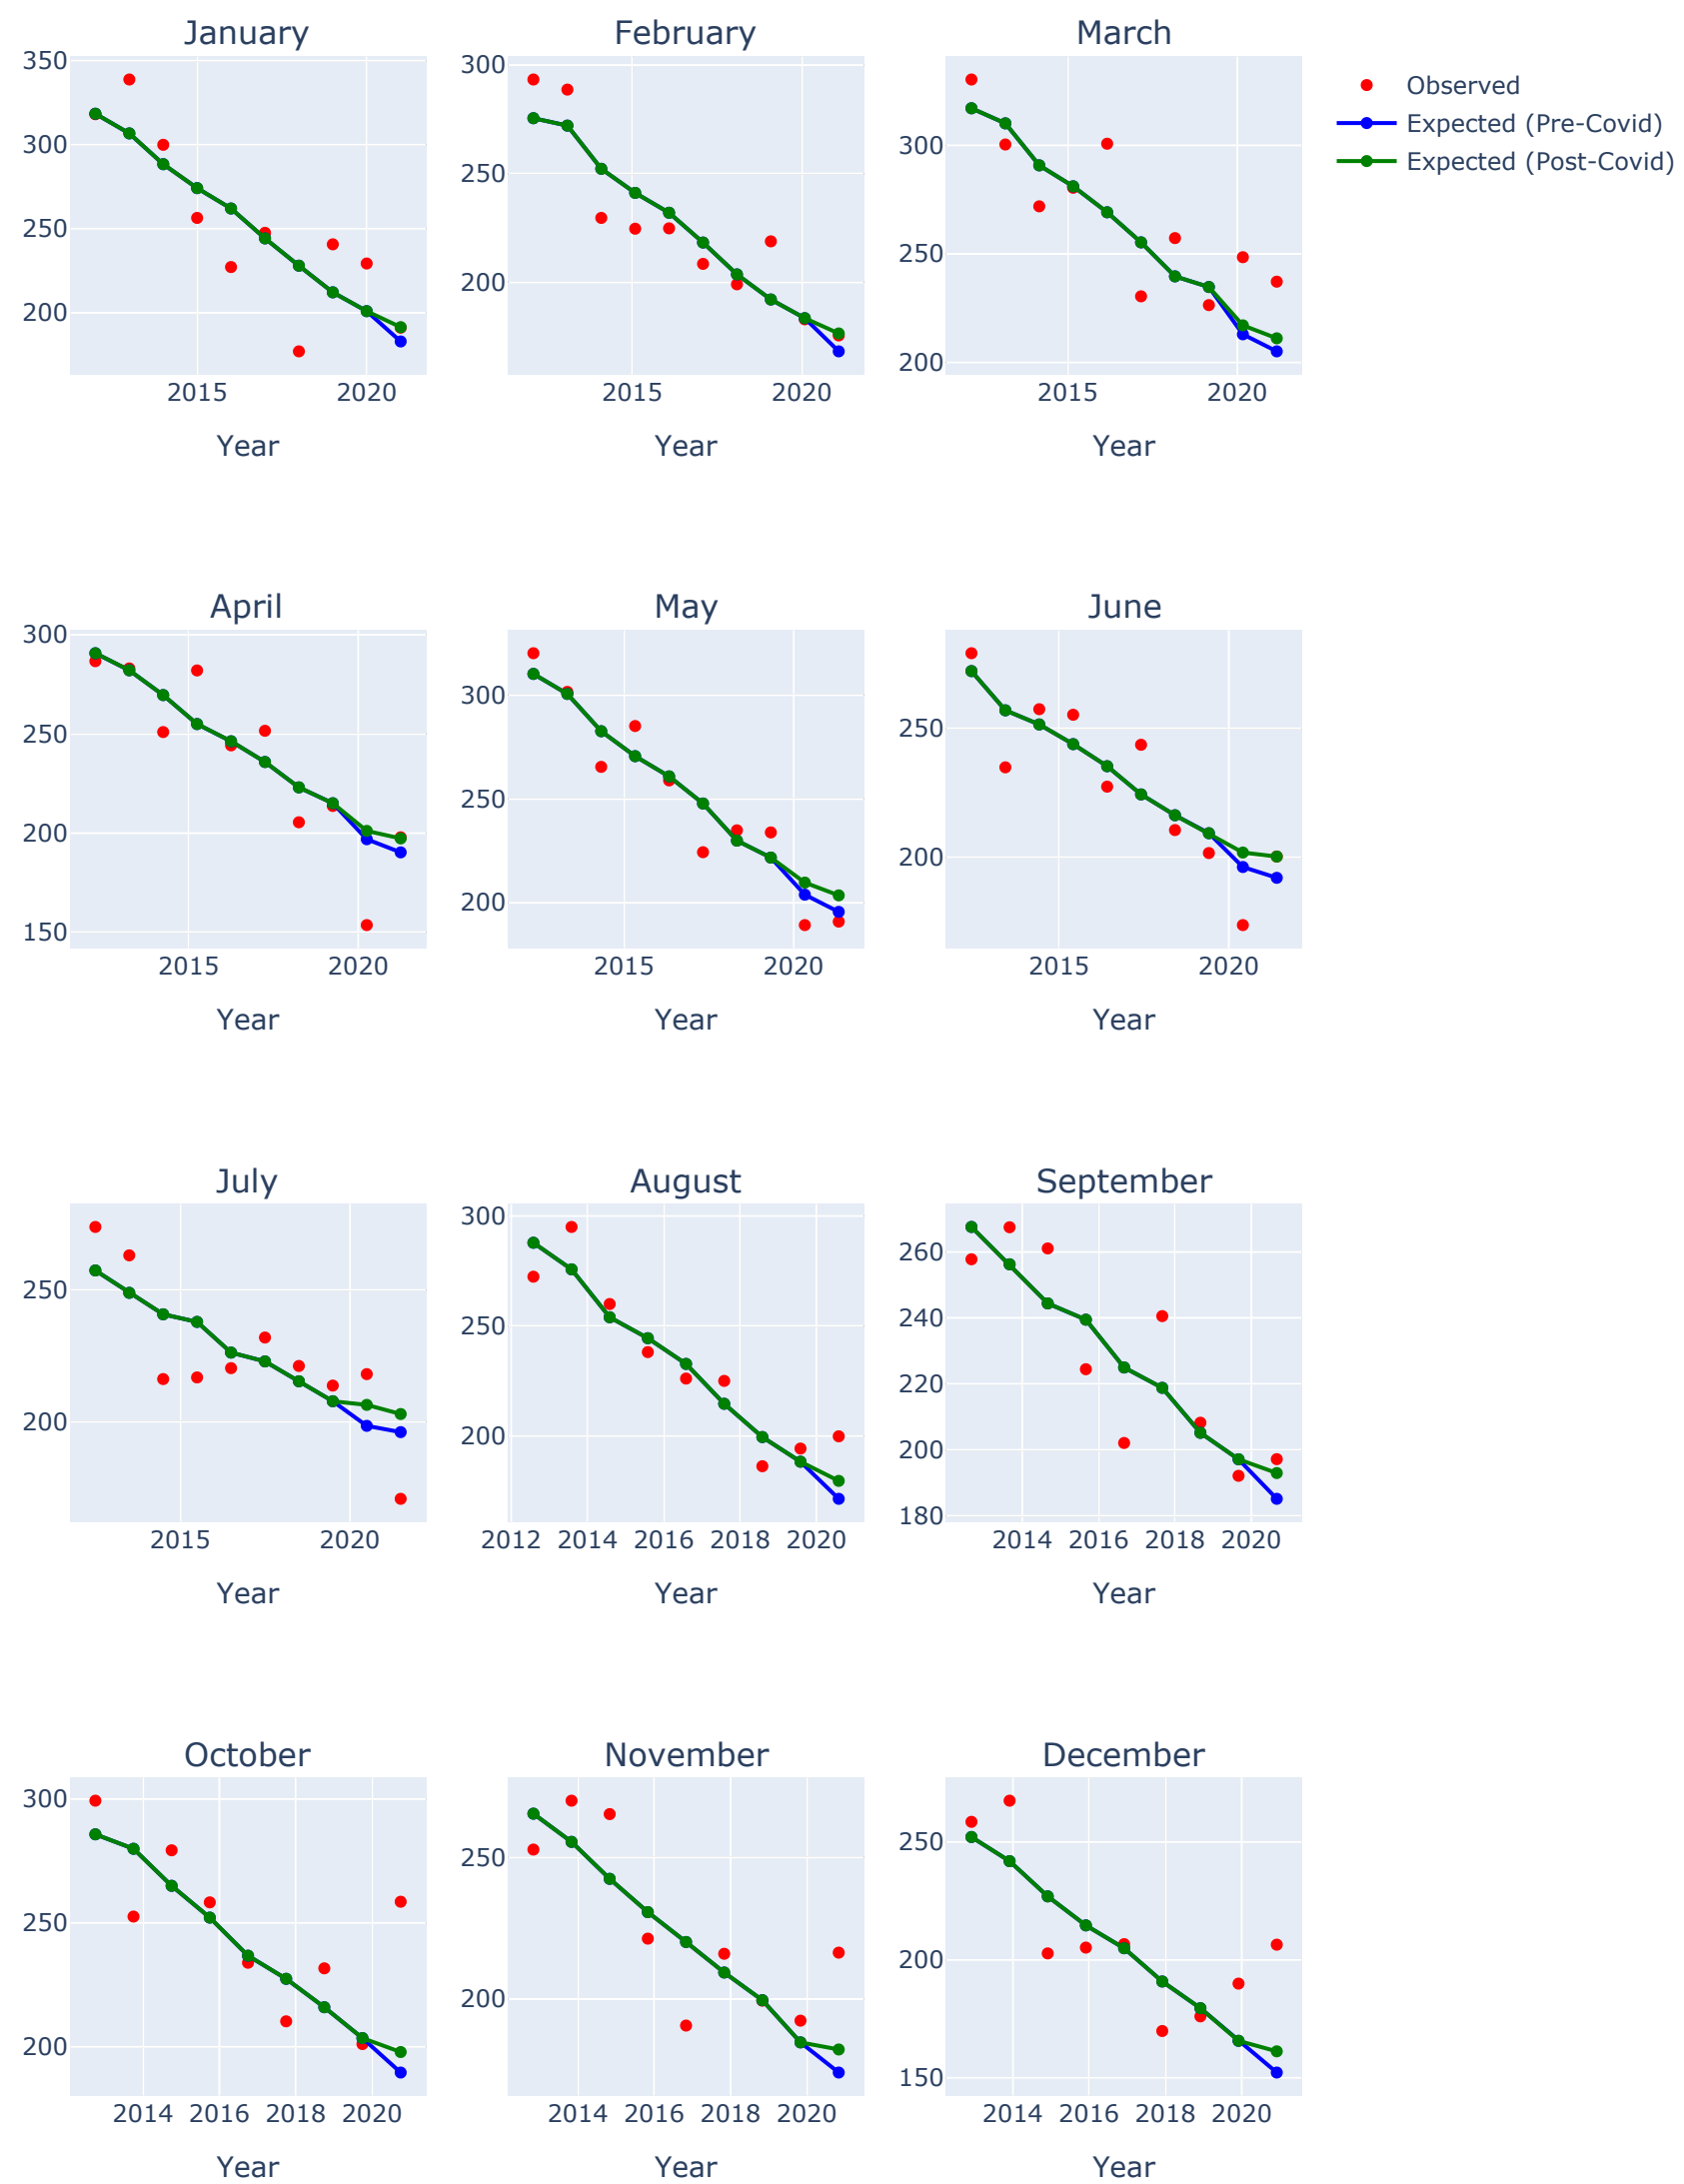 January February March
350
300
250
200
2015 2020
Year
300
250
200
2015 2020
Year
300
250
200
2015 2020
Year
Observed
Expected (Pre-Covid)
Expected (Post-Covid)
April May June
300
250
200
150
2015 2020
Year
300
250
200
2015 2020
Year
250
200
2015 2020
Year
July August September
250
200
2015 2020
Year
300
250
200
2012 2014 2016 2018 2020
Year
260
240
220
200
180
2014 2016 2018 2020
Year
October November December
300
250
200
2014 2016 2018 2020
Year
250
200
2014 2016 2018 2020
Year
250
200
150
2014 2016 2018 2020
Year